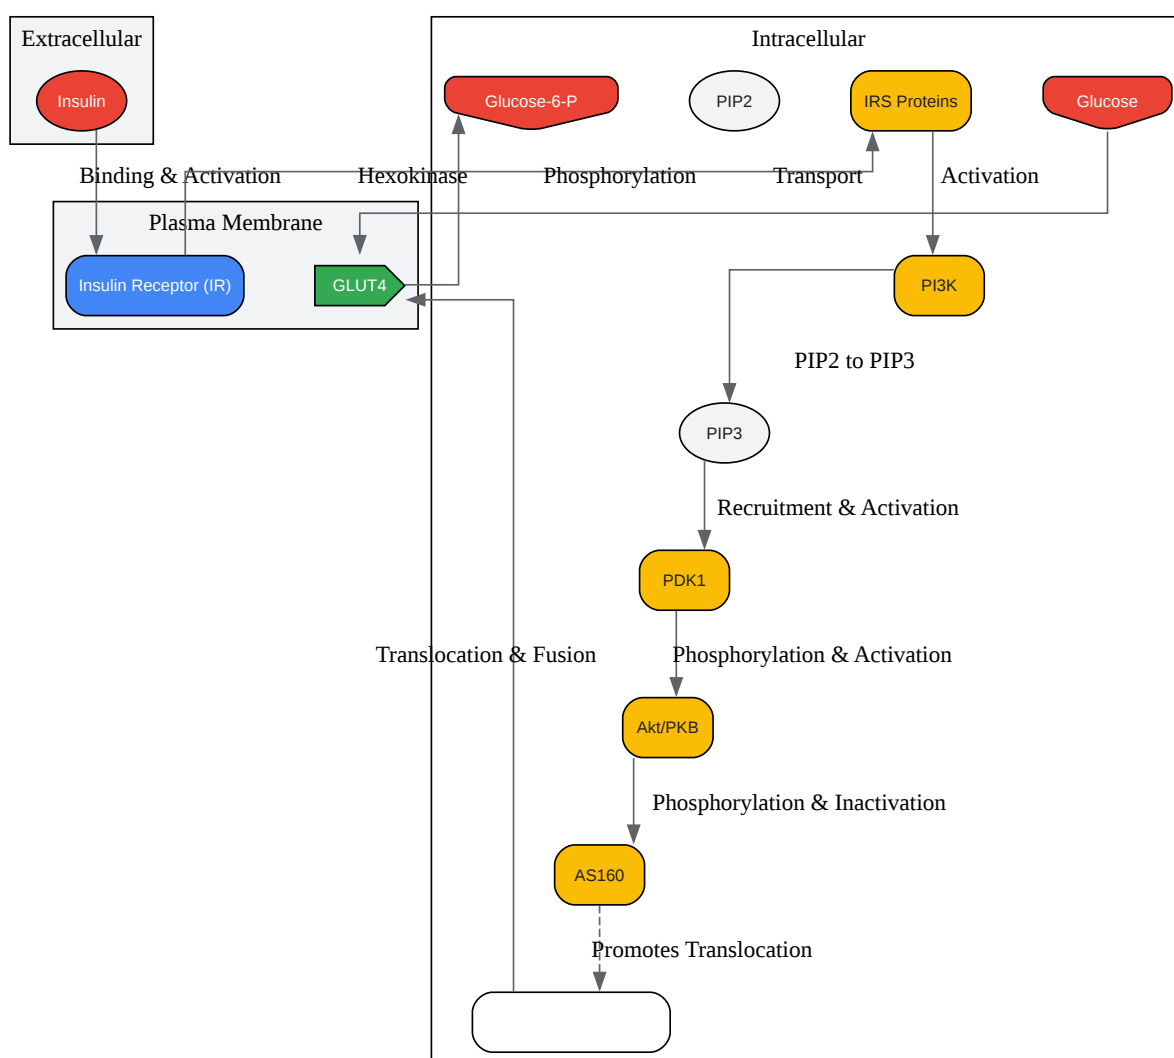 Extracellular
Intracellular
Insulin
Glucose-6-P
PIP2
IRS Proteins
Glucose
Binding & Activation
Hexokinase
Phosphorylation
Transport
Activation
Plasma Membrane
Insulin Receptor (IR)
GLUT4
PI3K
PIP2 to PIP3
PIP3
Recruitment & Activation
PDK1
Translocation & Fusion
Phosphorylation & Activation
Akt/PKB
Phosphorylation & Inactivation
AS160
Promotes Translocation